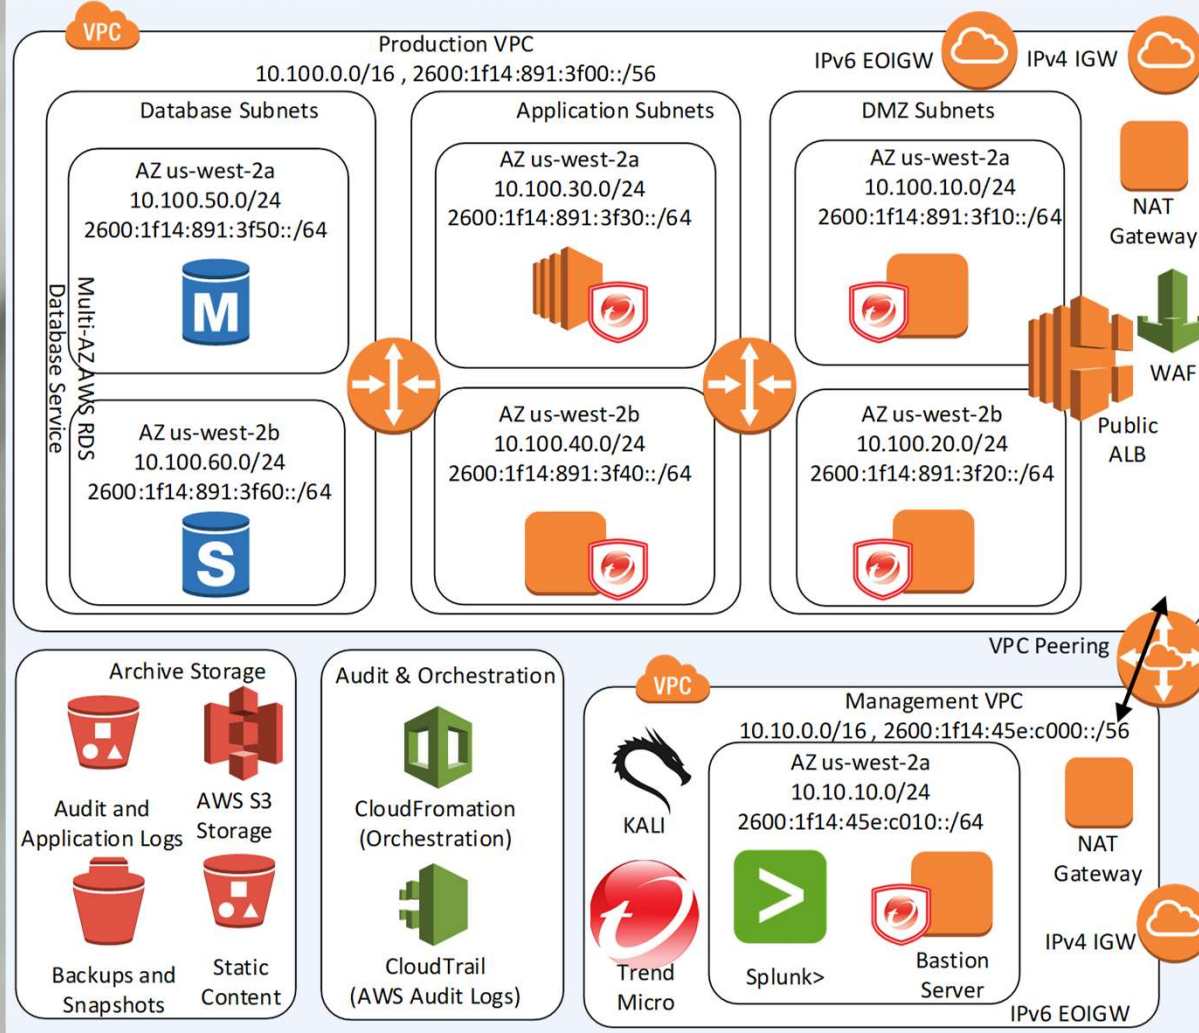 VPC
Production VPC
10.100.0.0/16 , 2600:1f14:891:3f00::/56
IPv6 EOIGW
IPv4 IGW
Database Subnets
AZ us-west-2a
10.100.50.0/24
2600:1f14:891:3f50::/64
M
Multi-AZ AWS RDS
Database Service
AZ us-west-2b
10.100.60.0/24
2600:1f14:891:3f60::/64
S
Application Subnets
AZ us-west-2a
10.100.30.0/24
2600:1f14:891:3f30::/64
AZ us-west-2b
10.100.40.0/24
2600:1f14:891:3f40::/64
DMZ Subnets
AZ us-west-2a
10.100.10.0/24
2600:1f14:891:3f10::/64
AZ us-west-2b
10.100.20.0/24
2600:1f14:891:3f20::/64
NAT
Gateway
WAF
Public
ALB
VPC Peering
Archive Storage
Audit and
Application Logs
AWS S3
Storage
Backups and
Snapshots
Static
Content
Audit & Orchestration
CloudFromation
(Orchestration)
CloudTrail
(AWS Audit Logs)
VPC
Management VPC
10.10.0.0/16 , 2600:1f14:45e:c000::/56
KALI
Trend
Micro
AZ us-west-2a
10.10.10.0/24
2600:1f14:45e:c010::/64
>
Splunk>
Bastion
Server
NAT
Gateway
IPv4 IGW
IPv6 EOIGW